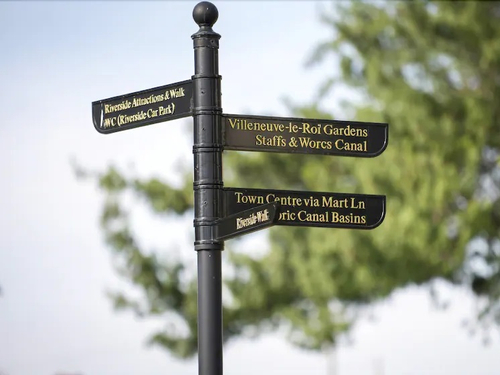 Riverside Attractions & Walk
WC (Riverside Car Park)
Villeneuve-le-Roi Gardens
Staffs & Worcs Canal
Town Centre via Mart Ln
oric Canal Basins
Riverside Walk